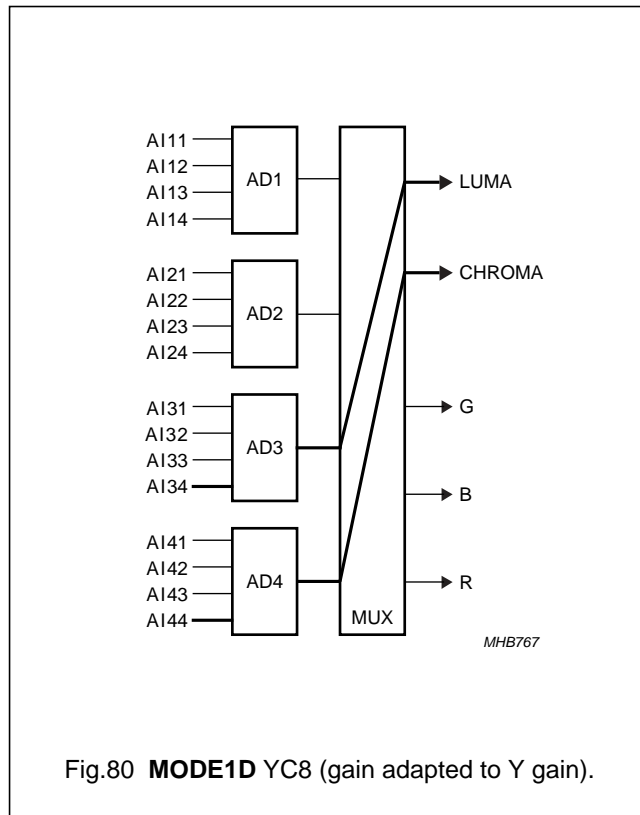 AI11
AI12
AI13
AI14
AD1
AI21
AI22
AI23
AI24
AD2
AI31
AI32
AI33
AI34
AD3
AI41
AI42
AI43
AI44
AD4
MUX
LUMA
CHROMA
G
B
R
MHB767
Fig.80 MODE1D YC8 (gain adapted to Y gain).